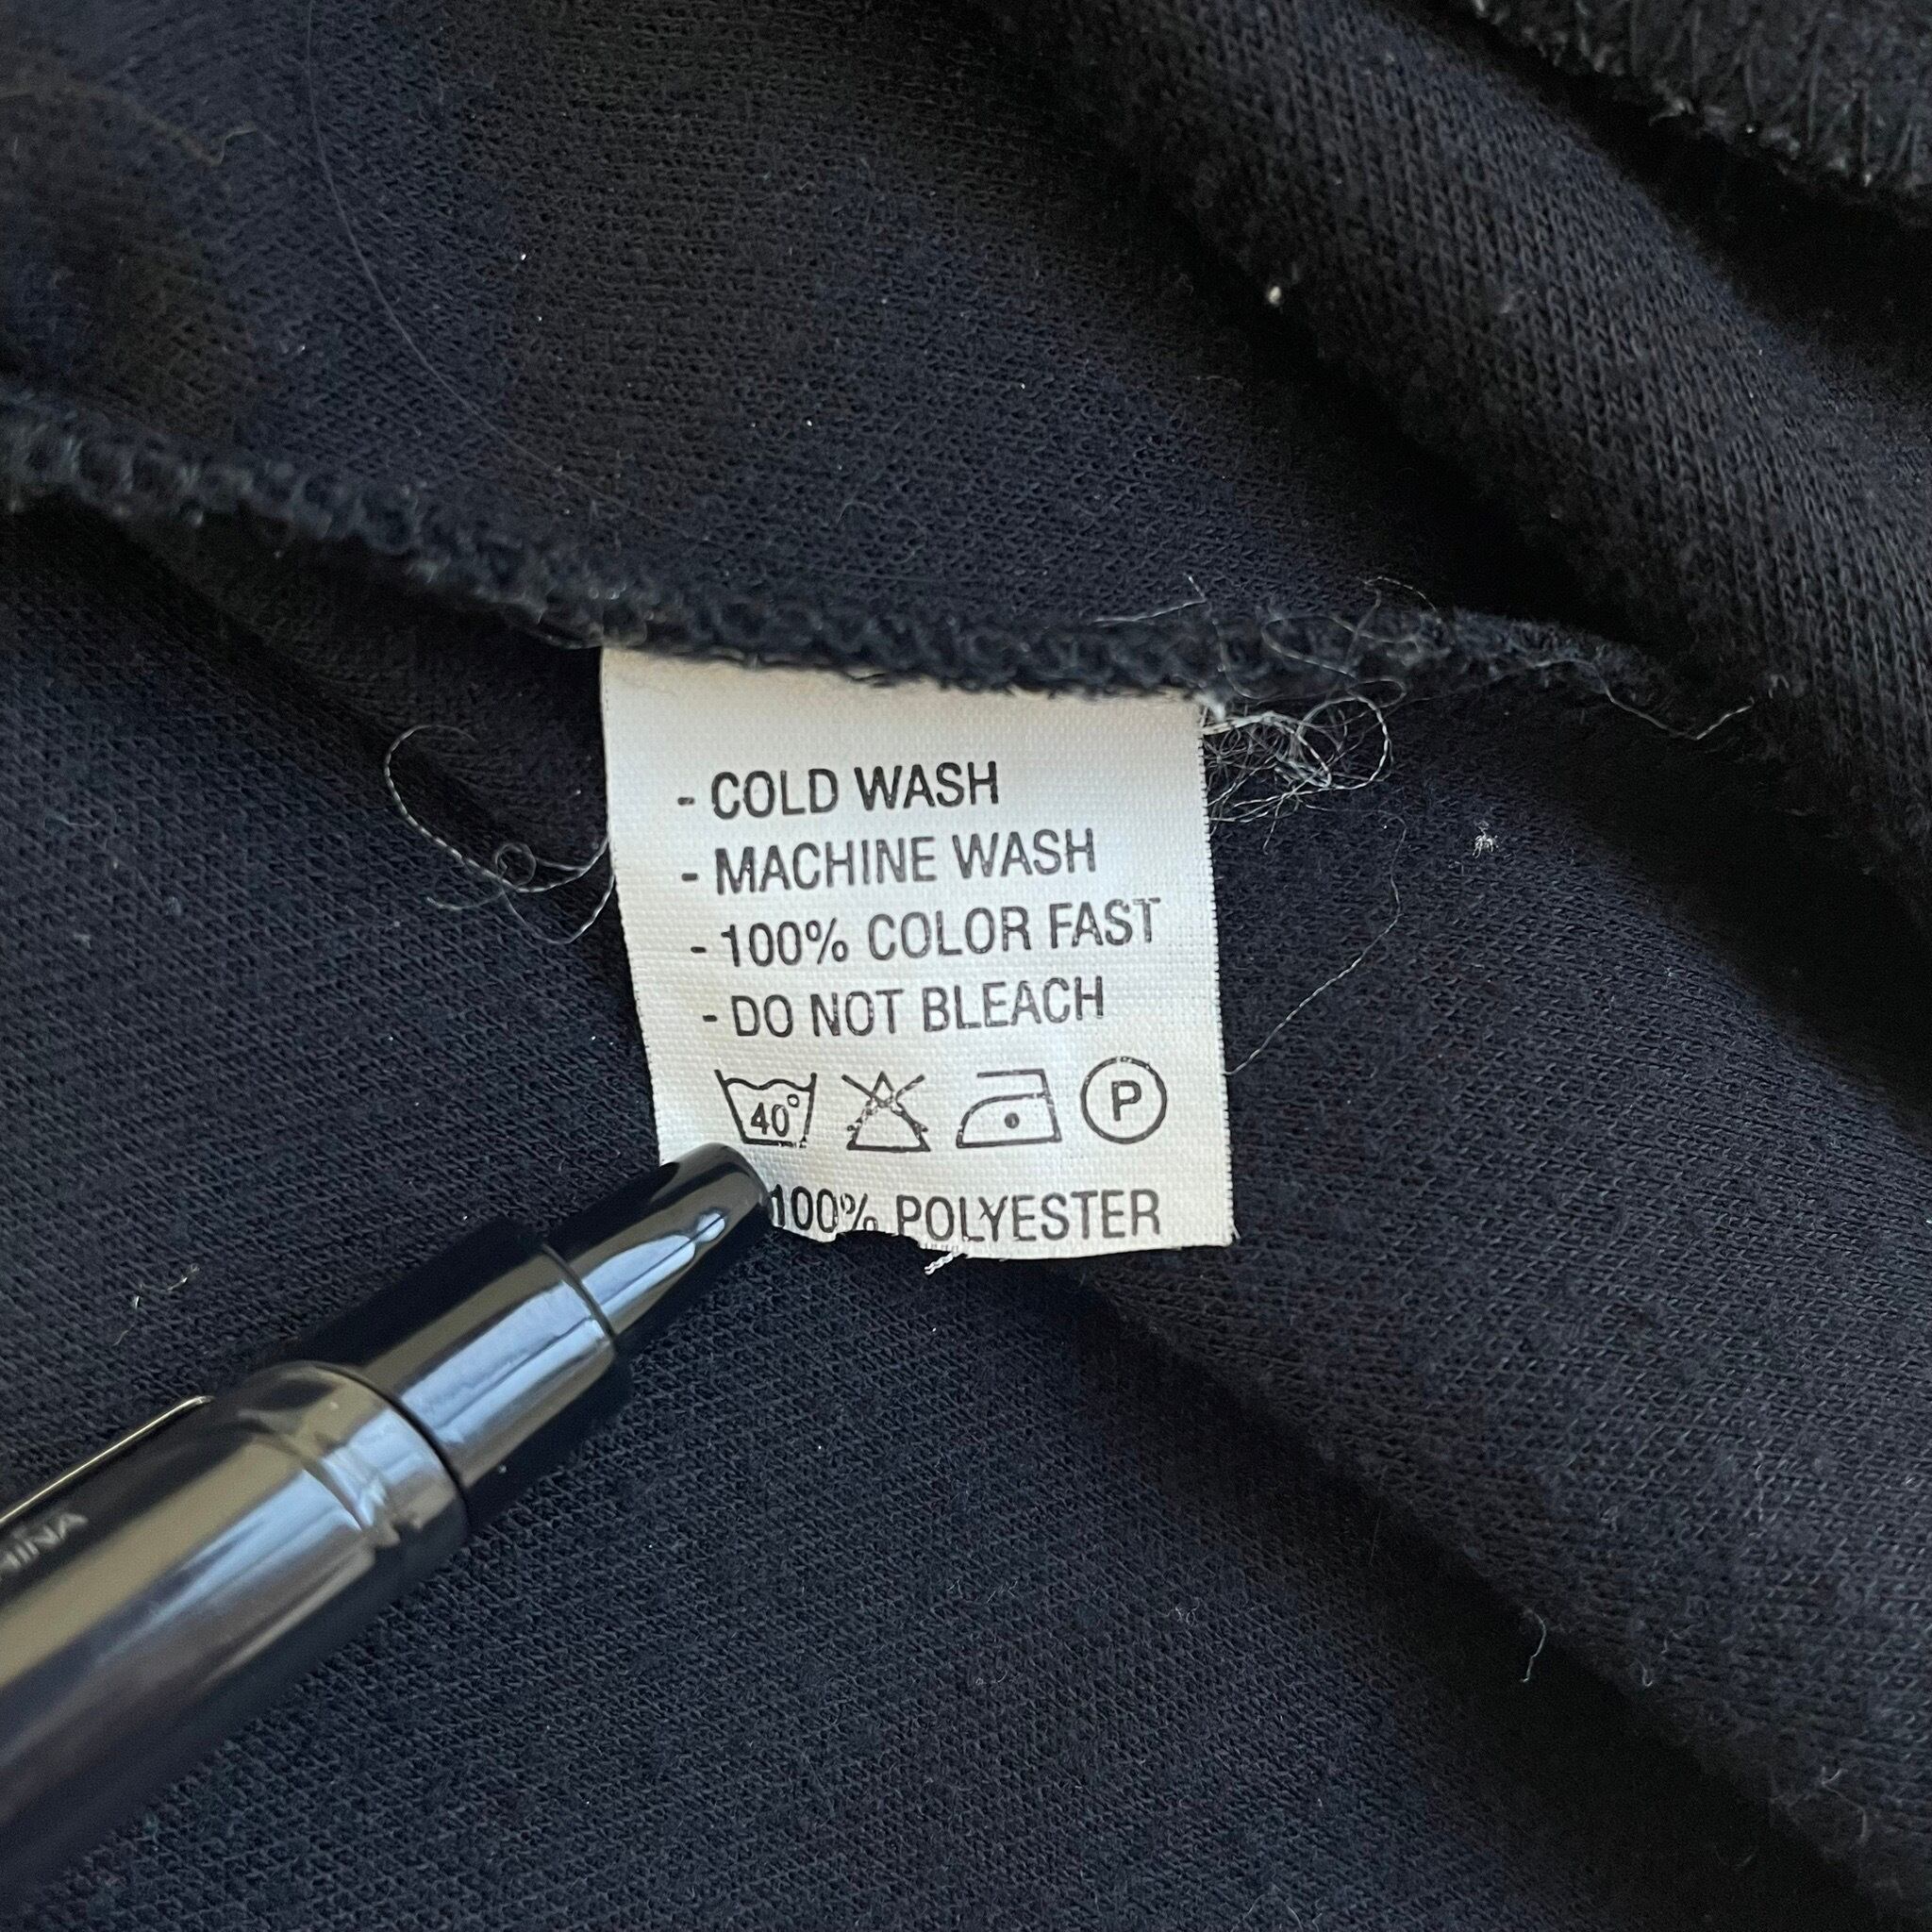 - COLD WASH
- MACHINE WASH
- 100% COLOR FAST
- DO NOT BLEACH
40° P
100% POLYESTER